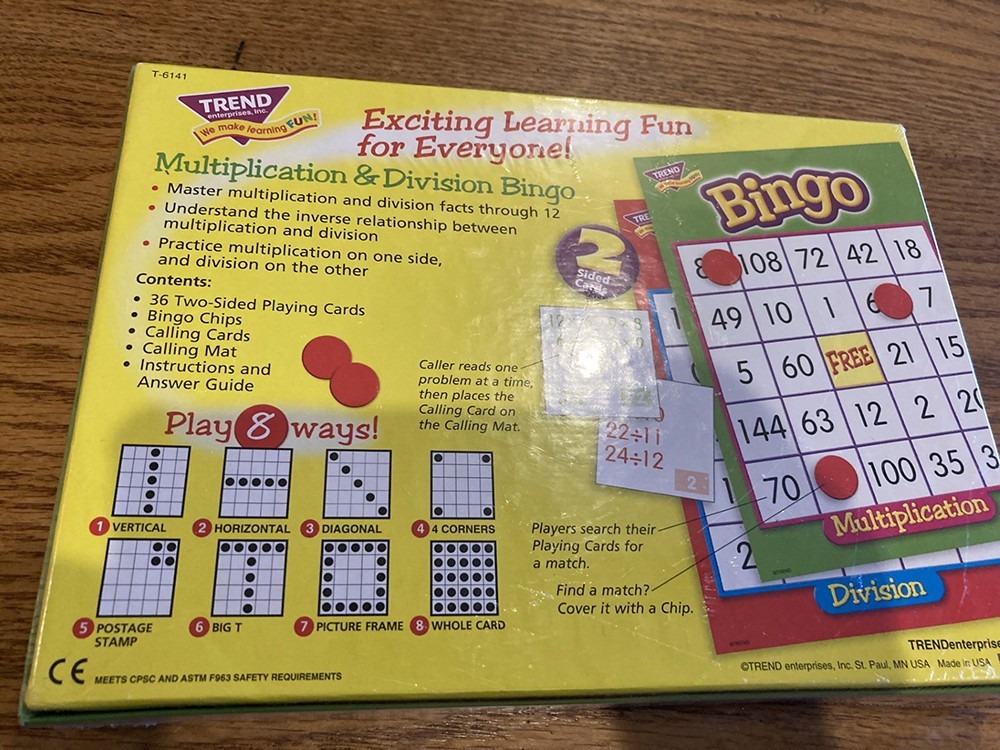 T-6141
TREND
enterprises, Inc.
We make learning FUN!
Exciting Learning Fun
for Everyone!
Multiplication & Division Bingo
• Master multiplication and division facts through 12
• Understand the inverse relationship between
multiplication and division
• Practice multiplication on one side,
and division on the other
Contents:
• 36 Two-Sided Playing Cards
• Bingo Chips
• Calling Cards
• Calling Mat
• Instructions and
Answer Guide
Play 8 ways!
1 VERTICAL
2 HORIZONTAL
3 DIAGONAL
4 4 CORNERS
5 POSTAGE
STAMP
6 BIG T
7 PICTURE FRAME
8 WHOLE CARD
CE
MEETS CPSC AND ASTM F963 SAFETY REQUIREMENTS
2
Sided
Cards
Caller reads one
problem at a time,
then places the
Calling Card on
the Calling Mat.
22÷11
24÷12
2
Players search their
Playing Cards for
a match.
Find a match?
Cover it with a Chip.
TREND
Bingo
108 72 42 18
49 10 1 7
5 60 FREE 21 15
144 63 12 2
70 100 35
Multiplication
2
Division
TRENDenterprise
©TREND enterprises, Inc. St. Paul, MN USA Made in USA